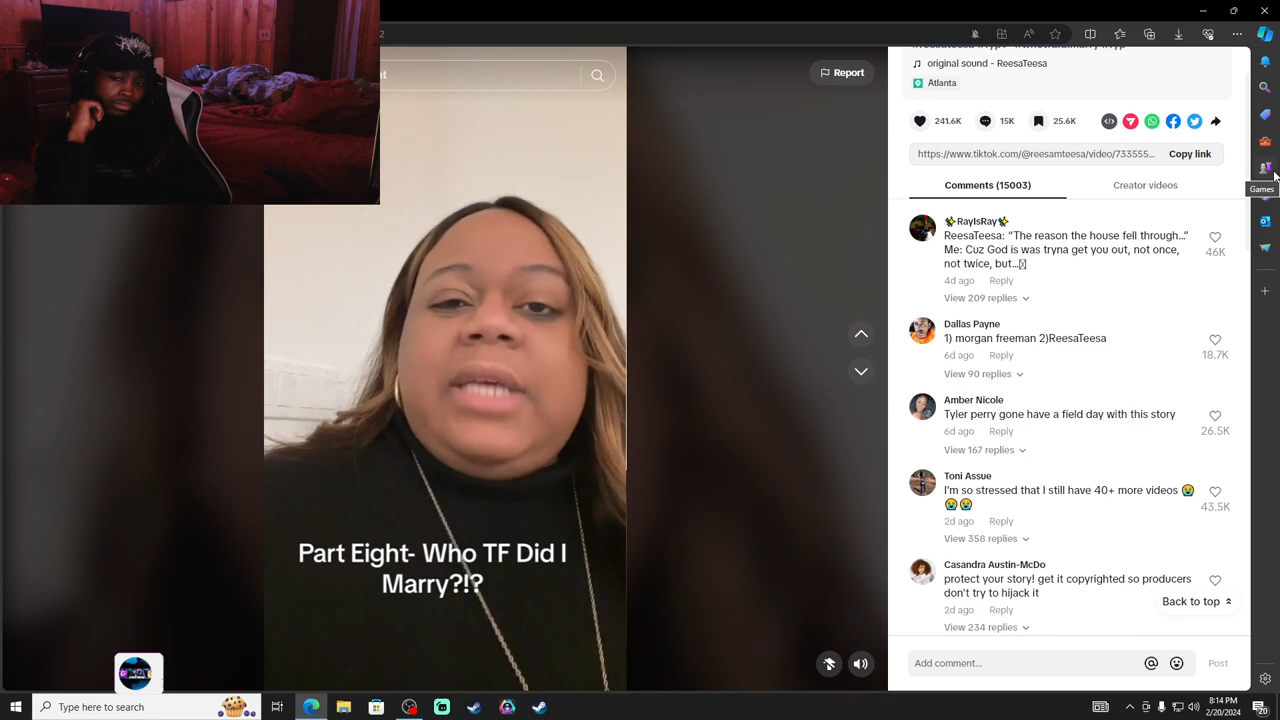 2
nt
Report
original sound - ReesaTeesa
Atlanta
241.6K 15K 25.6K
https://www.tiktok.com/@reesamteesa/video/733555... Copy link
Comments (15003) Creator videos
Games
✨RayIsRay✨
ReesaTeesa: “The reason the house fell through…”
Me: Cuz God is was tryna get you out, not once,
not twice, but…
46K
4d ago Reply
View 209 replies
Dallas Payne
1) morgan freeman 2)ReesaTeesa
18.7K
6d ago Reply
View 90 replies
Amber Nicole
Tyler perry gone have a field day with this story
26.5K
6d ago Reply
View 167 replies
Toni Assue
I'm so stressed that I still have 40+ more videos 😭
😭😭
43.5K
2d ago Reply
View 358 replies
Casandra Austin-McDo
protect your story! get it copyrighted so producers
don't try to hijack it
2d ago Reply
View 234 replies
Back to top
Part Eight- Who TF Did I
Marry?!?
Add comment... Post
Type here to search
8:14 PM
2/20/2024
20